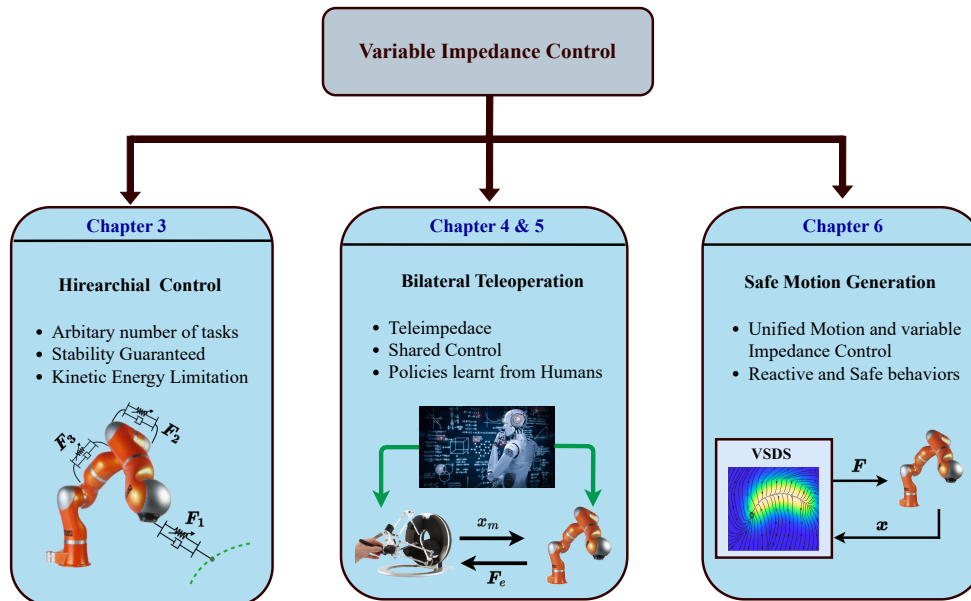 Variable Impedance Control
Chapter 3
Hirearchial Control
• Arbitary number of tasks
• Stability Guaranteed
• Kinetic Energy Limitation
F₃
F₂
F₁
Chapter 4 & 5
Bilateral Teleoperation
• Teleimpedace
• Shared Control
• Policies learnt from Humans
xₘ
Fₑ
Chapter 6
Safe Motion Generation
• Unified Motion and variable
Impedance Control
• Reactive and Safe behaviors
VSDS
F
x